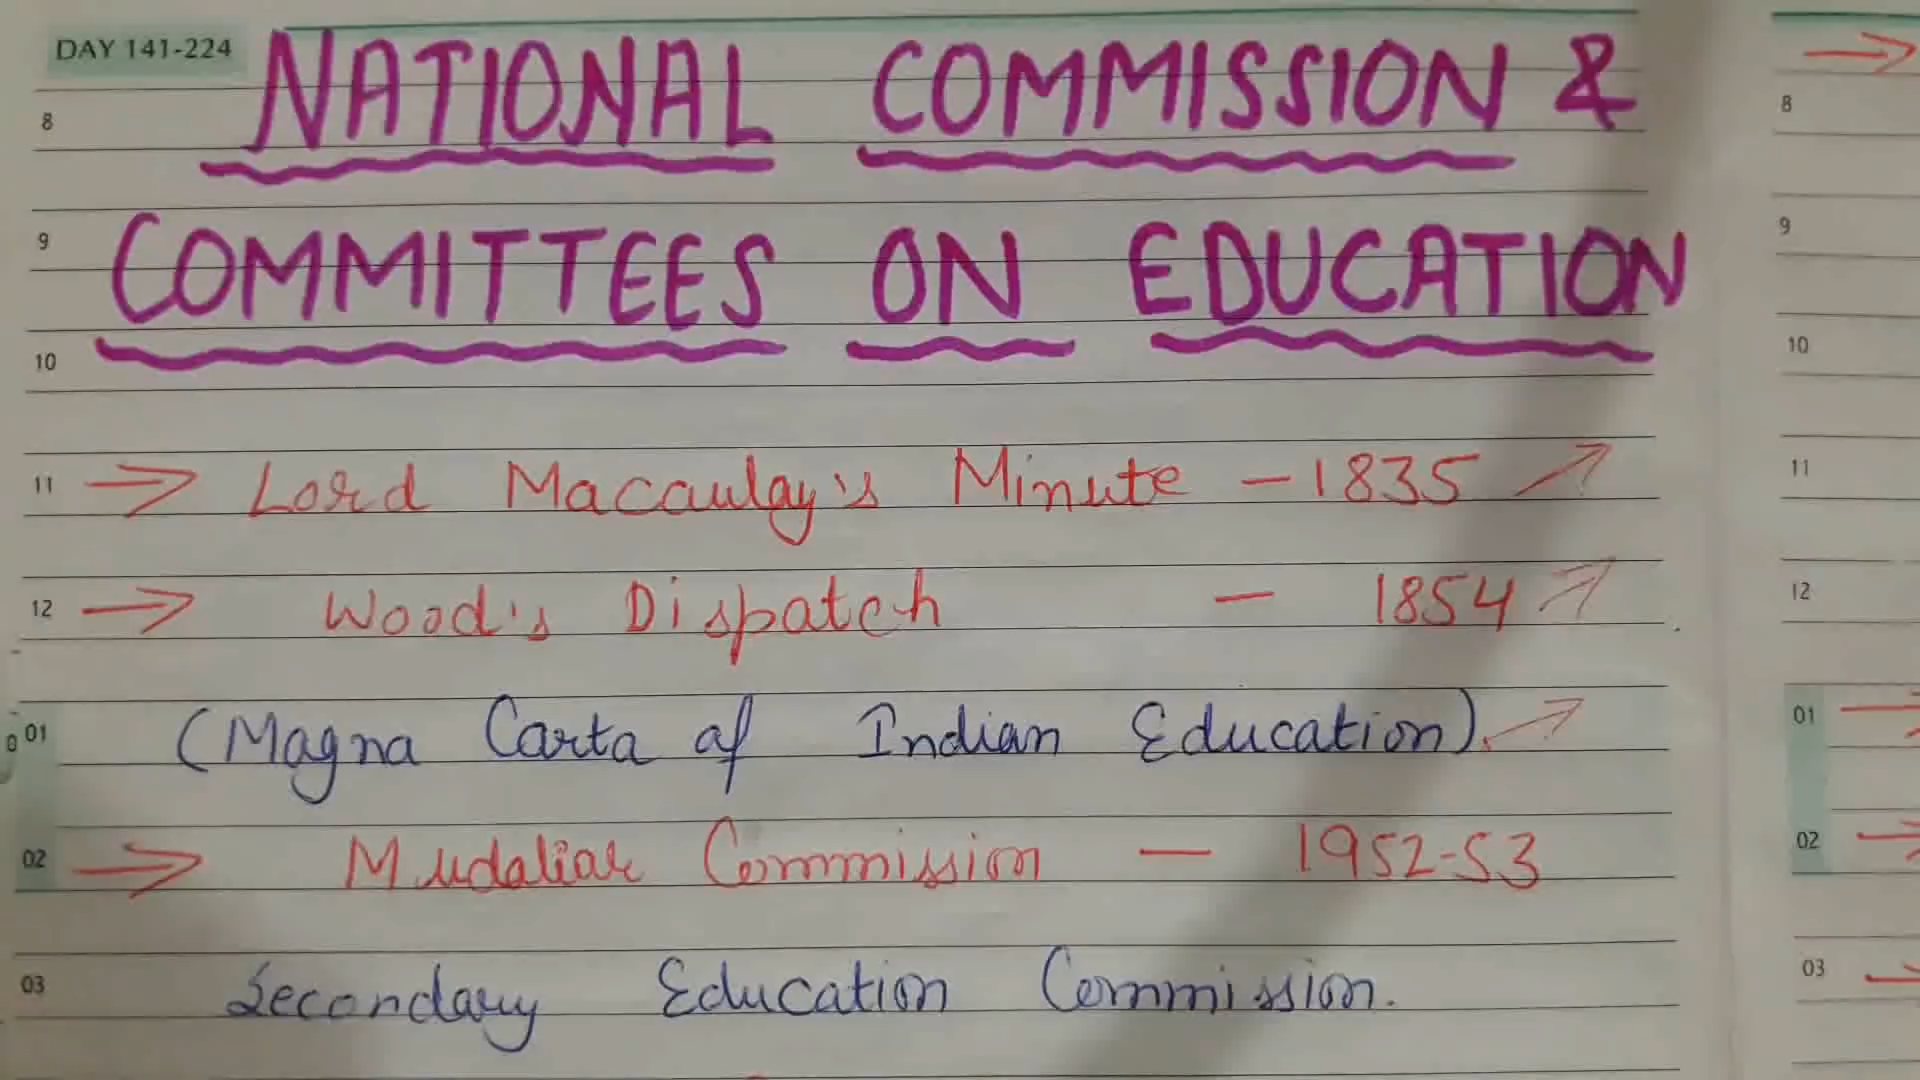 DAY 141-224
NATIONAL COMMISSION &
COMMITTEES ON EDUCATION
8
9
10
11 → Lord Macaulay's Minute - 1835
12 → Wood's Dispatch - 1854
01 (Magna Carta of Indian Education).
02 → Mudaliar Commission - 1952-53
03 Secondary Education Commission.
8
9
10
11
12
01
02
03